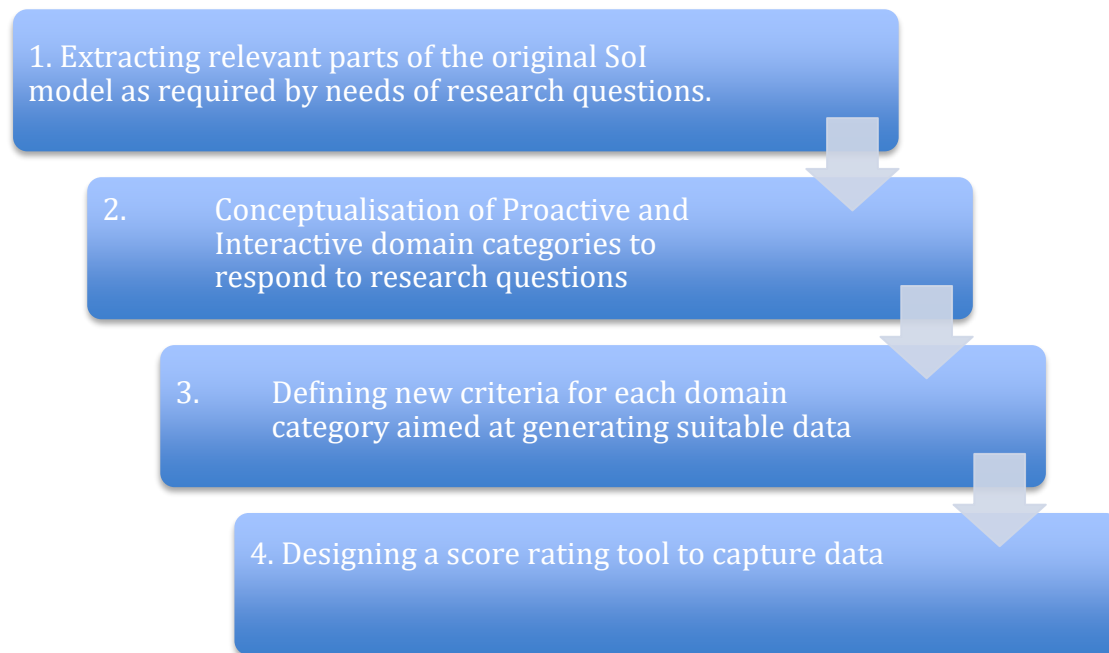 1. Extracting relevant parts of the original SoI
model as required by needs of research questions.
2. Conceptualisation of Proactive and
Interactive domain categories to
respond to research questions
3. Defining new criteria for each domain
category aimed at generating suitable data
4. Designing a score rating tool to capture data